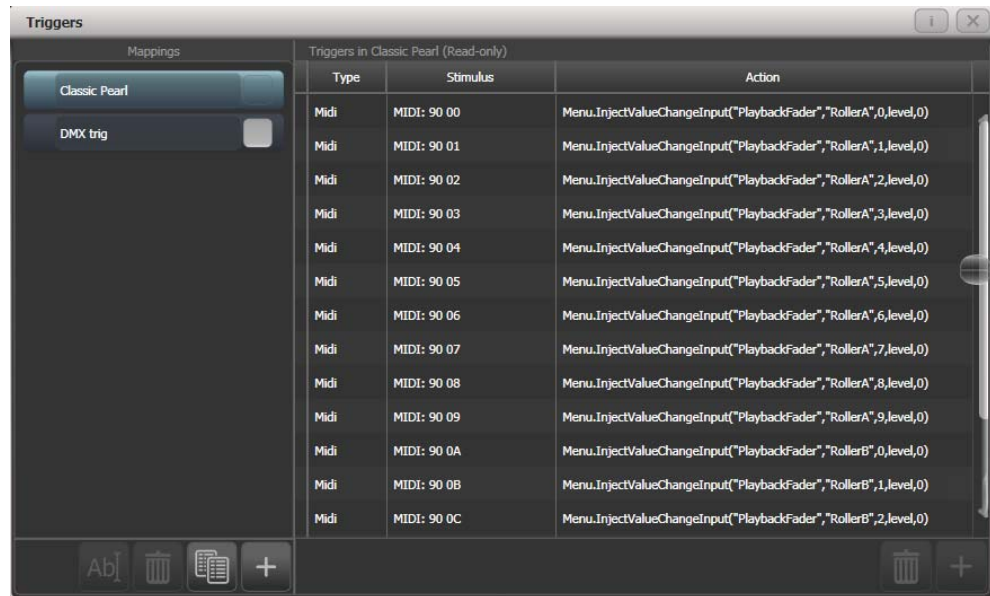 Triggers
i
Mappings
Triggers in Classic Pearl (Read-only)
Classic Pearl
DMX trig
Type Stimulus Action
Midi MIDI: 90 00 Menu.InjectValueChangeInput("PlaybackFader","RollerA",0,level,0)
Midi MIDI: 90 01 Menu.InjectValueChangeInput("PlaybackFader","RollerA",1,level,0)
Midi MIDI: 90 02 Menu.InjectValueChangeInput("PlaybackFader","RollerA",2,level,0)
Midi MIDI: 90 03 Menu.InjectValueChangeInput("PlaybackFader","RollerA",3,level,0)
Midi MIDI: 90 04 Menu.InjectValueChangeInput("PlaybackFader","RollerA",4,level,0)
Midi MIDI: 90 05 Menu.InjectValueChangeInput("PlaybackFader","RollerA",5,level,0)
Midi MIDI: 90 06 Menu.InjectValueChangeInput("PlaybackFader","RollerA",6,level,0)
Midi MIDI: 90 07 Menu.InjectValueChangeInput("PlaybackFader","RollerA",7,level,0)
Midi MIDI: 90 08 Menu.InjectValueChangeInput("PlaybackFader","RollerA",8,level,0)
Midi MIDI: 90 09 Menu.InjectValueChangeInput("PlaybackFader","RollerA",9,level,0)
Midi MIDI: 90 0A Menu.InjectValueChangeInput("PlaybackFader","RollerB",0,level,0)
Midi MIDI: 90 0B Menu.InjectValueChangeInput("PlaybackFader","RollerB",1,level,0)
Midi MIDI: 90 0C Menu.InjectValueChangeInput("PlaybackFader","RollerB",2,level,0)
Ab